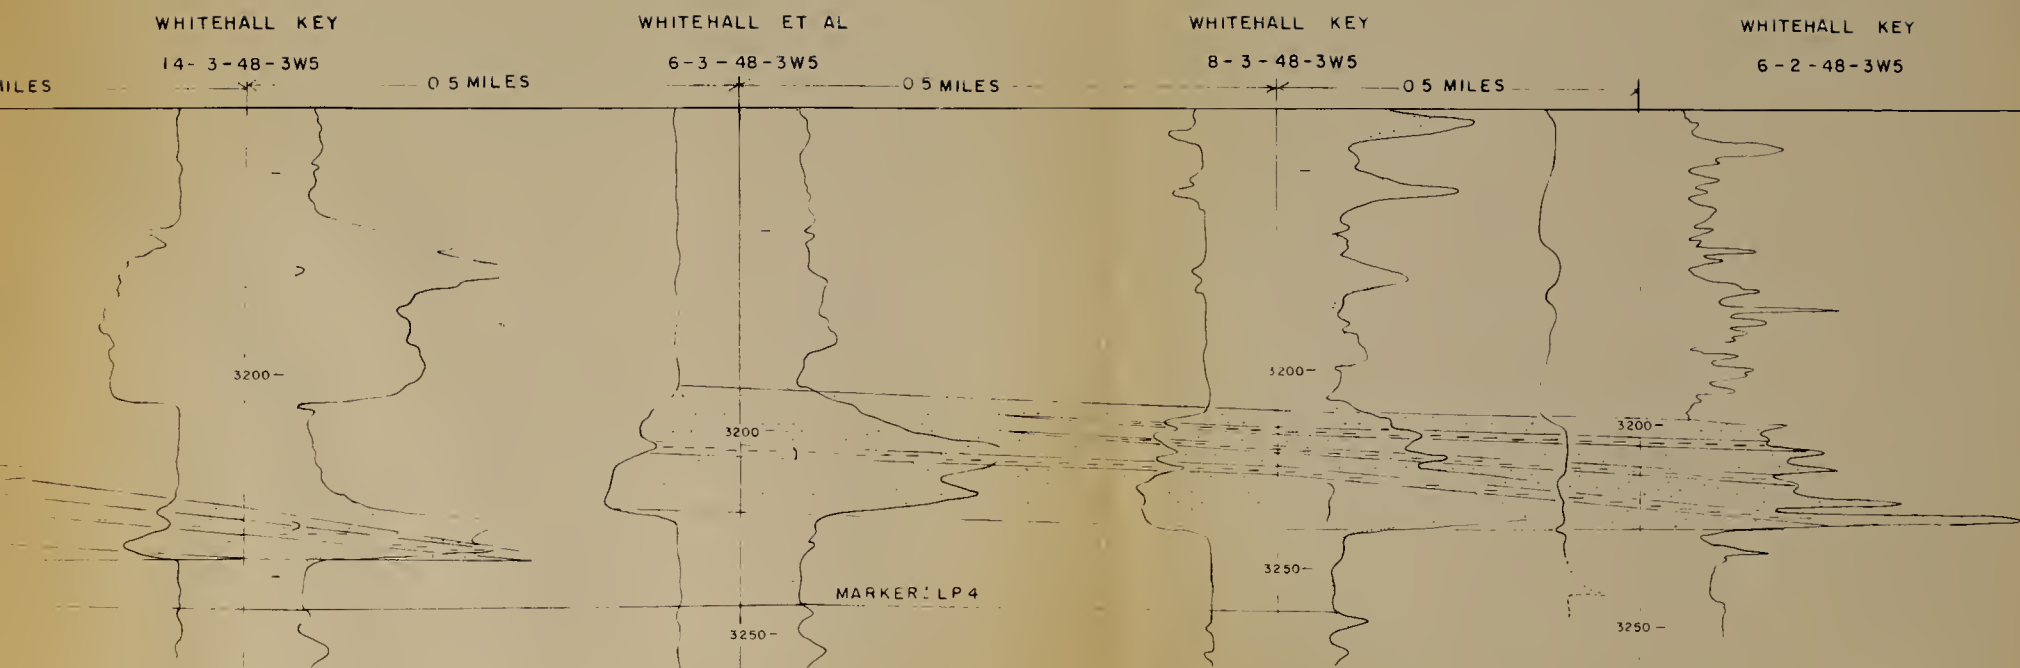 WHITEHALL KEY
14-3-48-3W5
WHITEHALL ET AL
6-3-48-3W5
WHITEHALL KEY
8-3-48-3W5
WHITEHALL KEY
6-2-48-3W5
MILES
0 5 MILES
0 5 MILES
0 5 MILES
3200-
3200-
3250-
MARKER: LP4
3200-
3250-
3200-
3250-